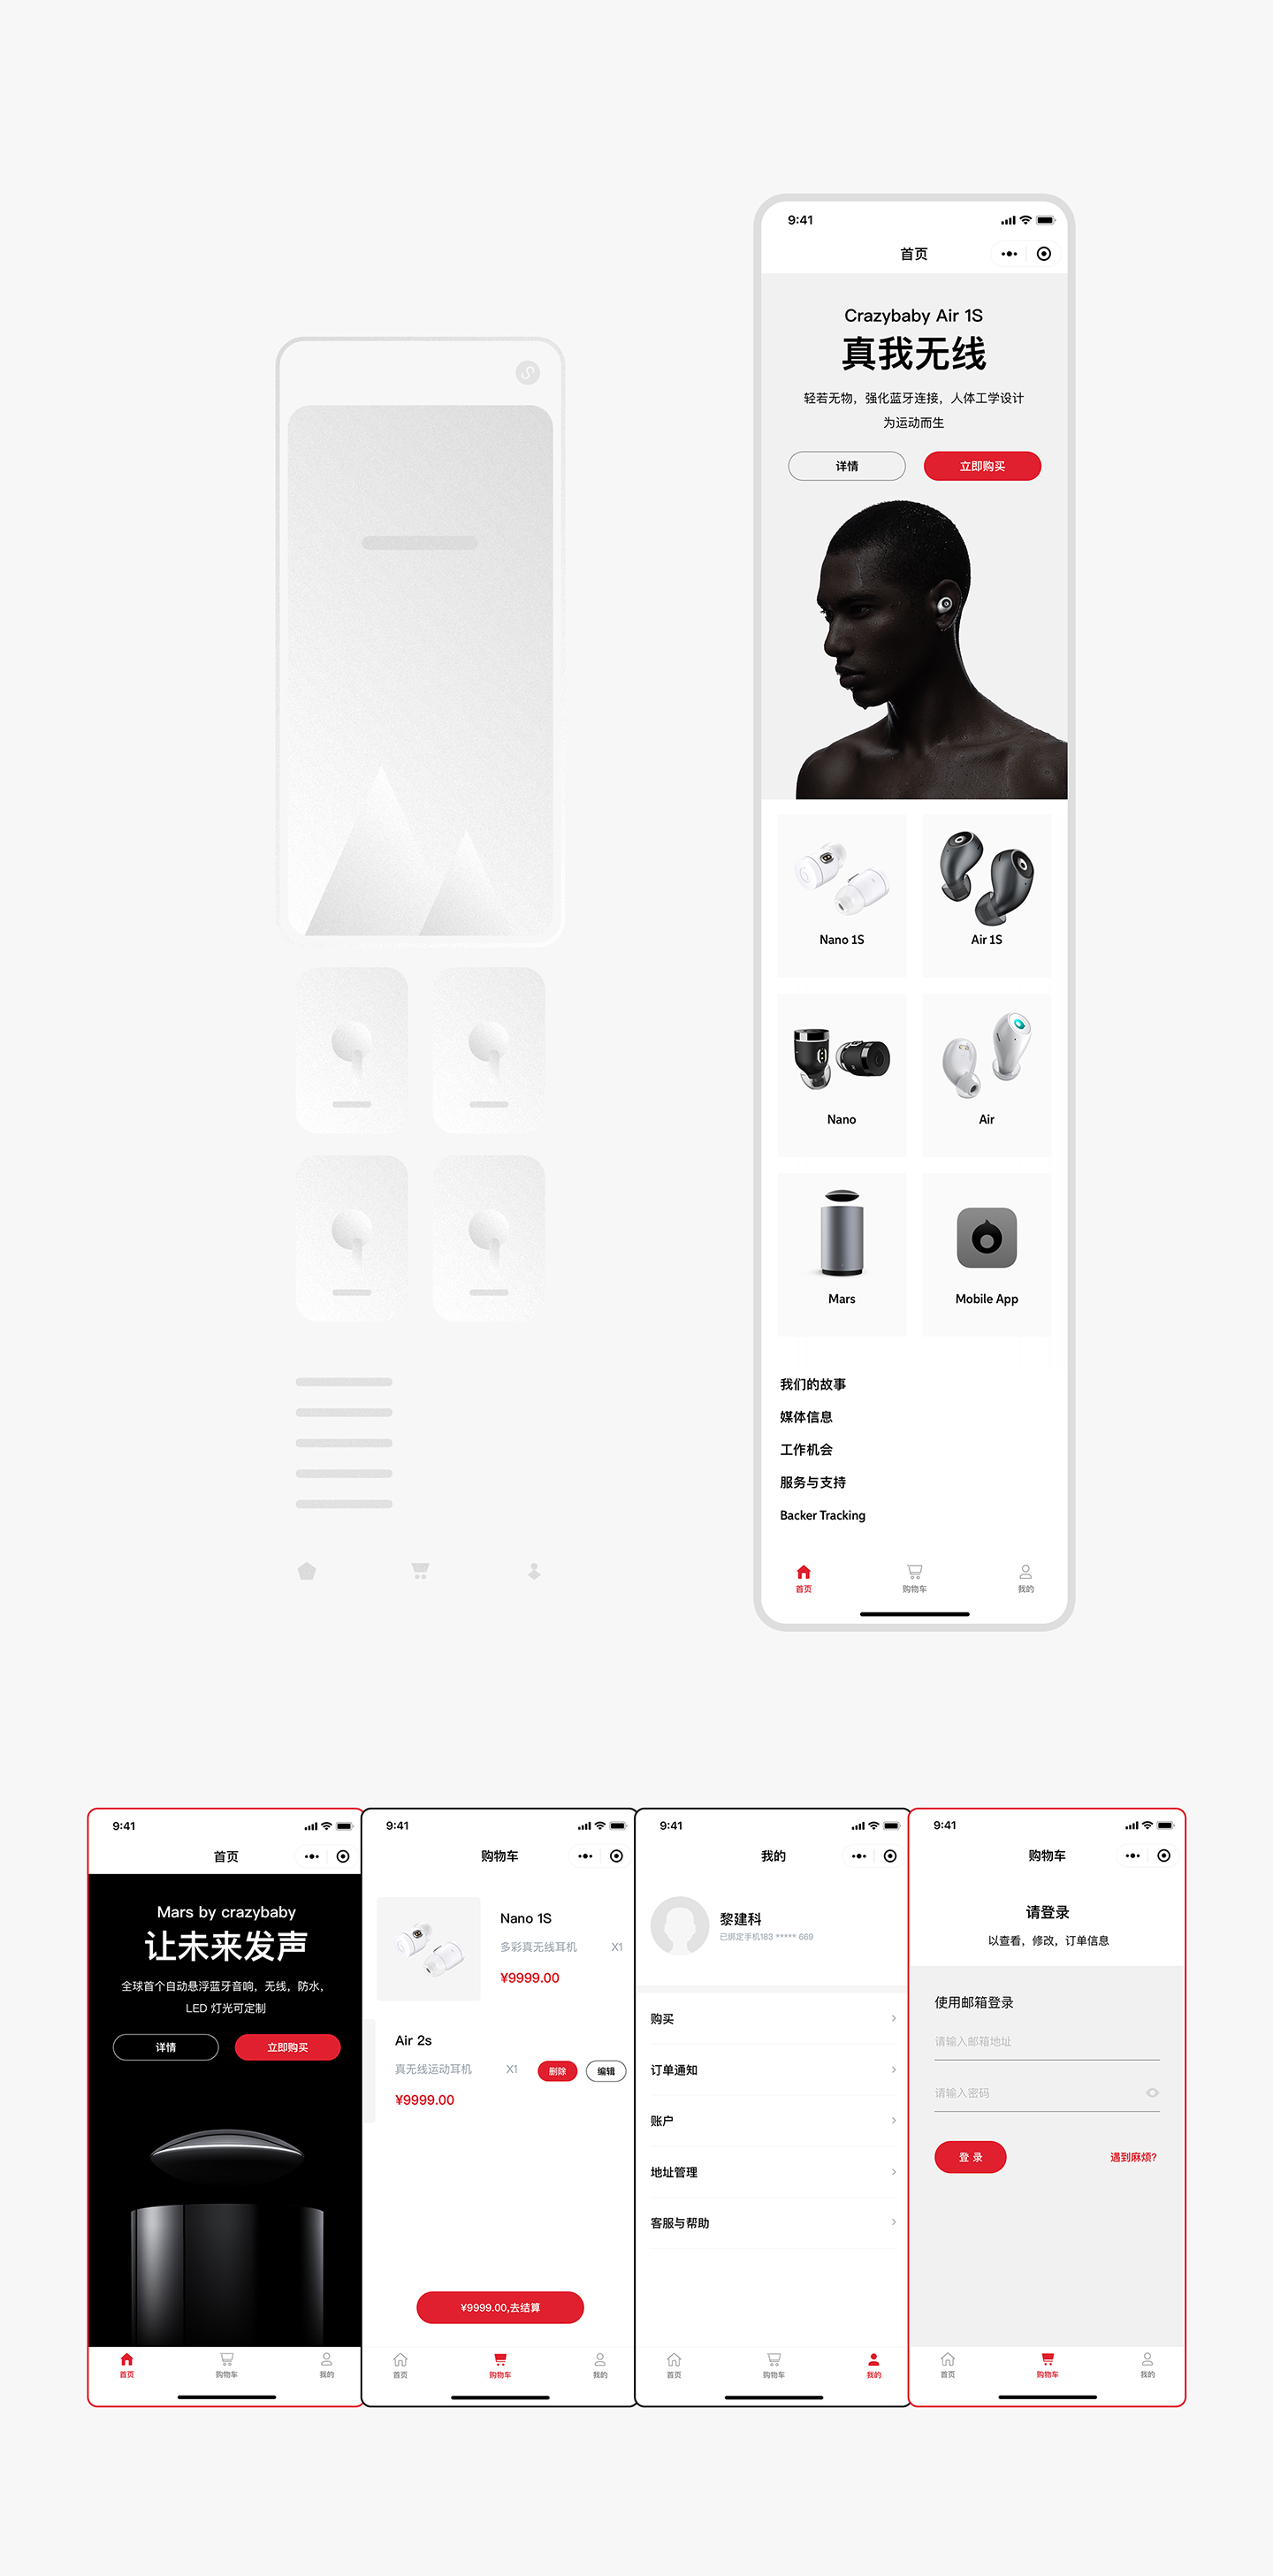 9:41
首页
Crazybaby Air 1S
真我无线
轻若无物，强化蓝牙连接，人体工学设计
为运动而生
详情
立即购买
Nano 1S
Air 1S
Nano
Air
Mars
Mobile App
我们的故事
媒体信息
工作机会
服务与支持
Backer Tracking
首页
购物车
我的
9:41
首页
Mars by crazybaby
让未来发声
全球首个自动悬浮蓝牙音响，无线，防水，
LED 灯光可定制
详情
立即购买
首页
购物车
我的
9:41
购物车
Nano 1S
多彩真无线耳机
X1
¥9999.00
Air 2s
真无线运动耳机
X1
删除
编辑
¥9999.00
¥9999.00,去结算
首页
购物车
我的
9:41
我的
黎建科
已绑定手机183 ***** 669
购买
订单通知
账户
地址管理
客服与帮助
首页
购物车
我的
9:41
购物车
请登录
以查看，修改，订单信息
使用邮箱登录
请输入邮箱地址
请输入密码
登 录
遇到麻烦?
首页
购物车
我的